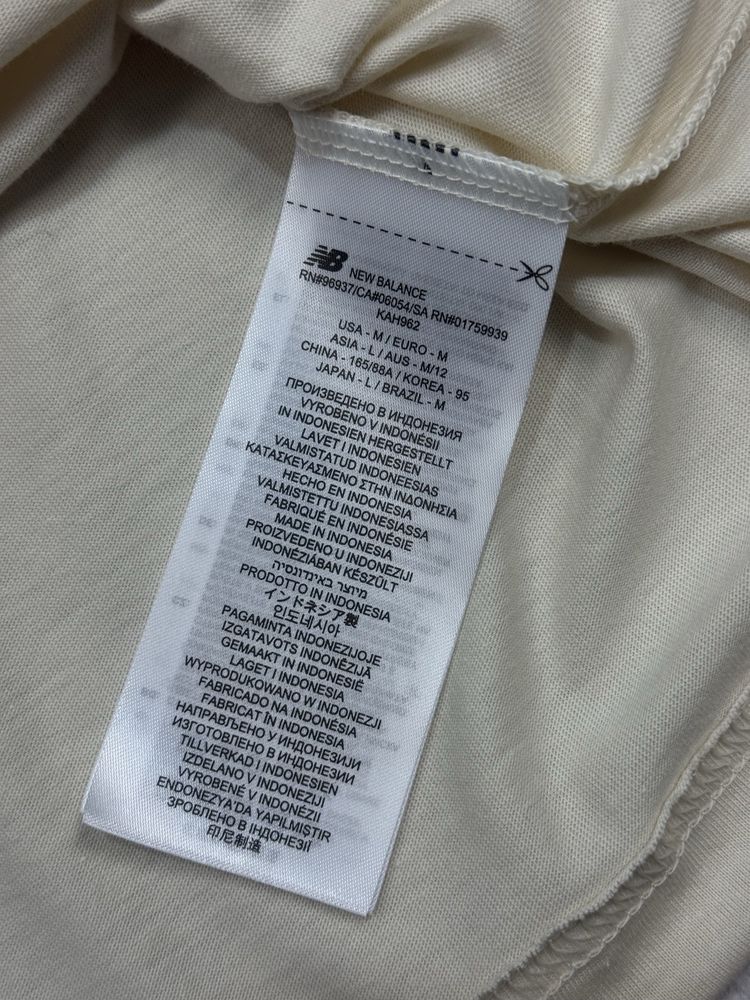 NB NEW BALANCE
RN#96937/CA#06054/SA RN#01759939
KAH962
USA - M / EURO - M
ASIA - L / AUS - M/12
CHINA - 165/88A / KOREA - 95
JAPAN - L / BRAZIL - M
ПРОИЗВЕДЕНО В ИНДОНЕЗИЯ
VYROBENO V INDONÉSII
IN INDONESIEN HERGESTELLT
LAVET I INDONESIEN
VALMISTATUD INDONEESIAS
ΚΑΤΑΣΚΕΥΑΣΜΕΝΟ ΣΤΗΝ ΙΝΔΟΝΗΣΙΑ
HECHO EN INDONESIA
VALMISTETTU INDONESIASSA
FABRIQUÉ EN INDONÉSIE
MADE IN INDONESIA
PROIZVEDENO U INDONEZIJI
INDONÉZIÁBAN KÉSZÜLT
מיוצר באינדונסיה
PRODOTTO IN INDONESIA
インドネシア製
인도네시아
PAGAMINTA INDONEZIJOJE
IZGATAVOTS INDONĒZIJĀ
GEMAAKT IN INDONESIË
LAGET I INDONESIA
WYPRODUKOWANO W INDONEZJI
FABRICADO NA INDONÉSIA
FABRICAT ÎN INDONESIA
НАПРАВЉЕНО У ИНДОНЕЗИЈИ
ИЗГОТОВЛЕНО В ИНДОНЕЗИИ
TILLVERKAD I INDONESIEN
IZDELANO V INDONEZIJI
VYROBENÉ V INDONÉZII
ENDONEZYA'DA YAPILMIŞTIR
ЗРОБЛЕНО В ІНДОНЕЗІЇ
印尼制造